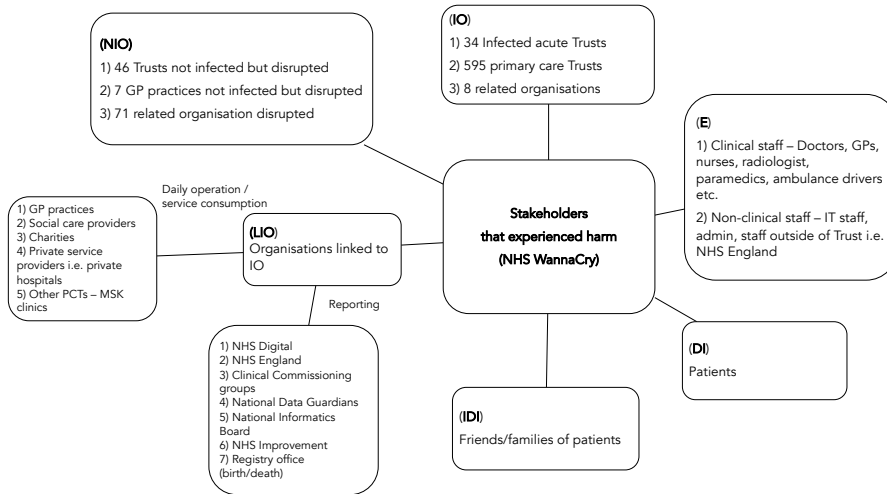 (NIO)
1) 46 Trusts not infected but disrupted
2) 7 GP practices not infected but disrupted
3) 71 related organisation disrupted
(IO)
1) 34 Infected acute Trusts
2) 595 primary care Trusts
3) 8 related organisations
(E)
1) Clinical staff – Doctors, GPs,
nurses, radiologist,
paramedics, ambulance drivers
etc.
2) Non-clinical staff – IT staff,
admin, staff outside of Trust i.e.
NHS England
Stakeholders
that experienced harm
(NHS WannaCry)
Daily operation /
service consumption
1) GP practices
2) Social care providers
3) Charities
4) Private service
providers i.e. private
hospitals
5) Other PCTs – MSK
clinics
(LIO)
Organisations linked to
IO
Reporting
1) NHS Digital
2) NHS England
3) Clinical Commissioning
groups
4) National Data Guardians
5) National Informatics
Board
6) NHS Improvement
7) Registry office
(birth/death)
(IDI)
Friends/families of patients
(DI)
Patients